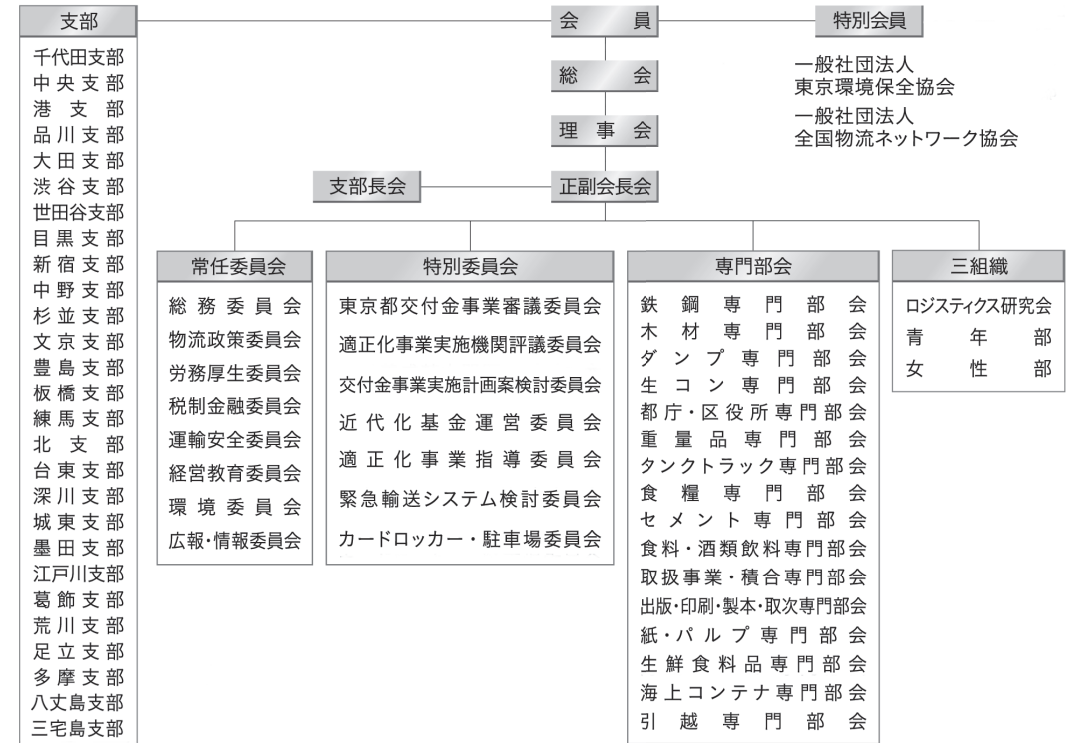 支部
会員
特別会員
千代田支部
中央支部
港支部
品川支部
大田支部
渋谷支部
世田谷支部
目黒支部
新宿支部
中野支部
杉並支部
文京支部
豊島支部
板橋支部
練馬支部
北支部
台東支部
深川支部
城東支部
墨田支部
江戸川支部
葛飾支部
荒川支部
足立支部
多摩支部
八丈島支部
三宅島支部
一般社団法人
東京環境保全協会
一般社団法人
全国物流ネットワーク協会
総会
理事会
支部長会
正副会長会
常任委員会
総務委員会
物流政策委員会
労務厚生委員会
税制金融委員会
運輸安全委員会
経営教育委員会
環境委員会
広報・情報委員会
特別委員会
東京都交付金事業審議委員会
適正化事業実施機関評議委員会
交付金事業実施計画案検討委員会
近代化基金運営委員会
適正化事業指導委員会
緊急輸送システム検討委員会
カードロッカー・駐車場委員会
専門部会
鉄鋼専門部会
木材専門部会
ダンプ専門部会
生コン専門部会
都庁・区役所専門部会
重量品専門部会
タンクトラック専門部会
食糧専門部会
セメント専門部会
食料・酒類飲料専門部会
取扱事業・積合専門部会
出版・印刷・製本・取次専門部会
紙・パルプ専門部会
生鮮食料品専門部会
海上コンテナ専門部会
引越専門部会
三組織
ロジスティクス研究会
青年部
女性部